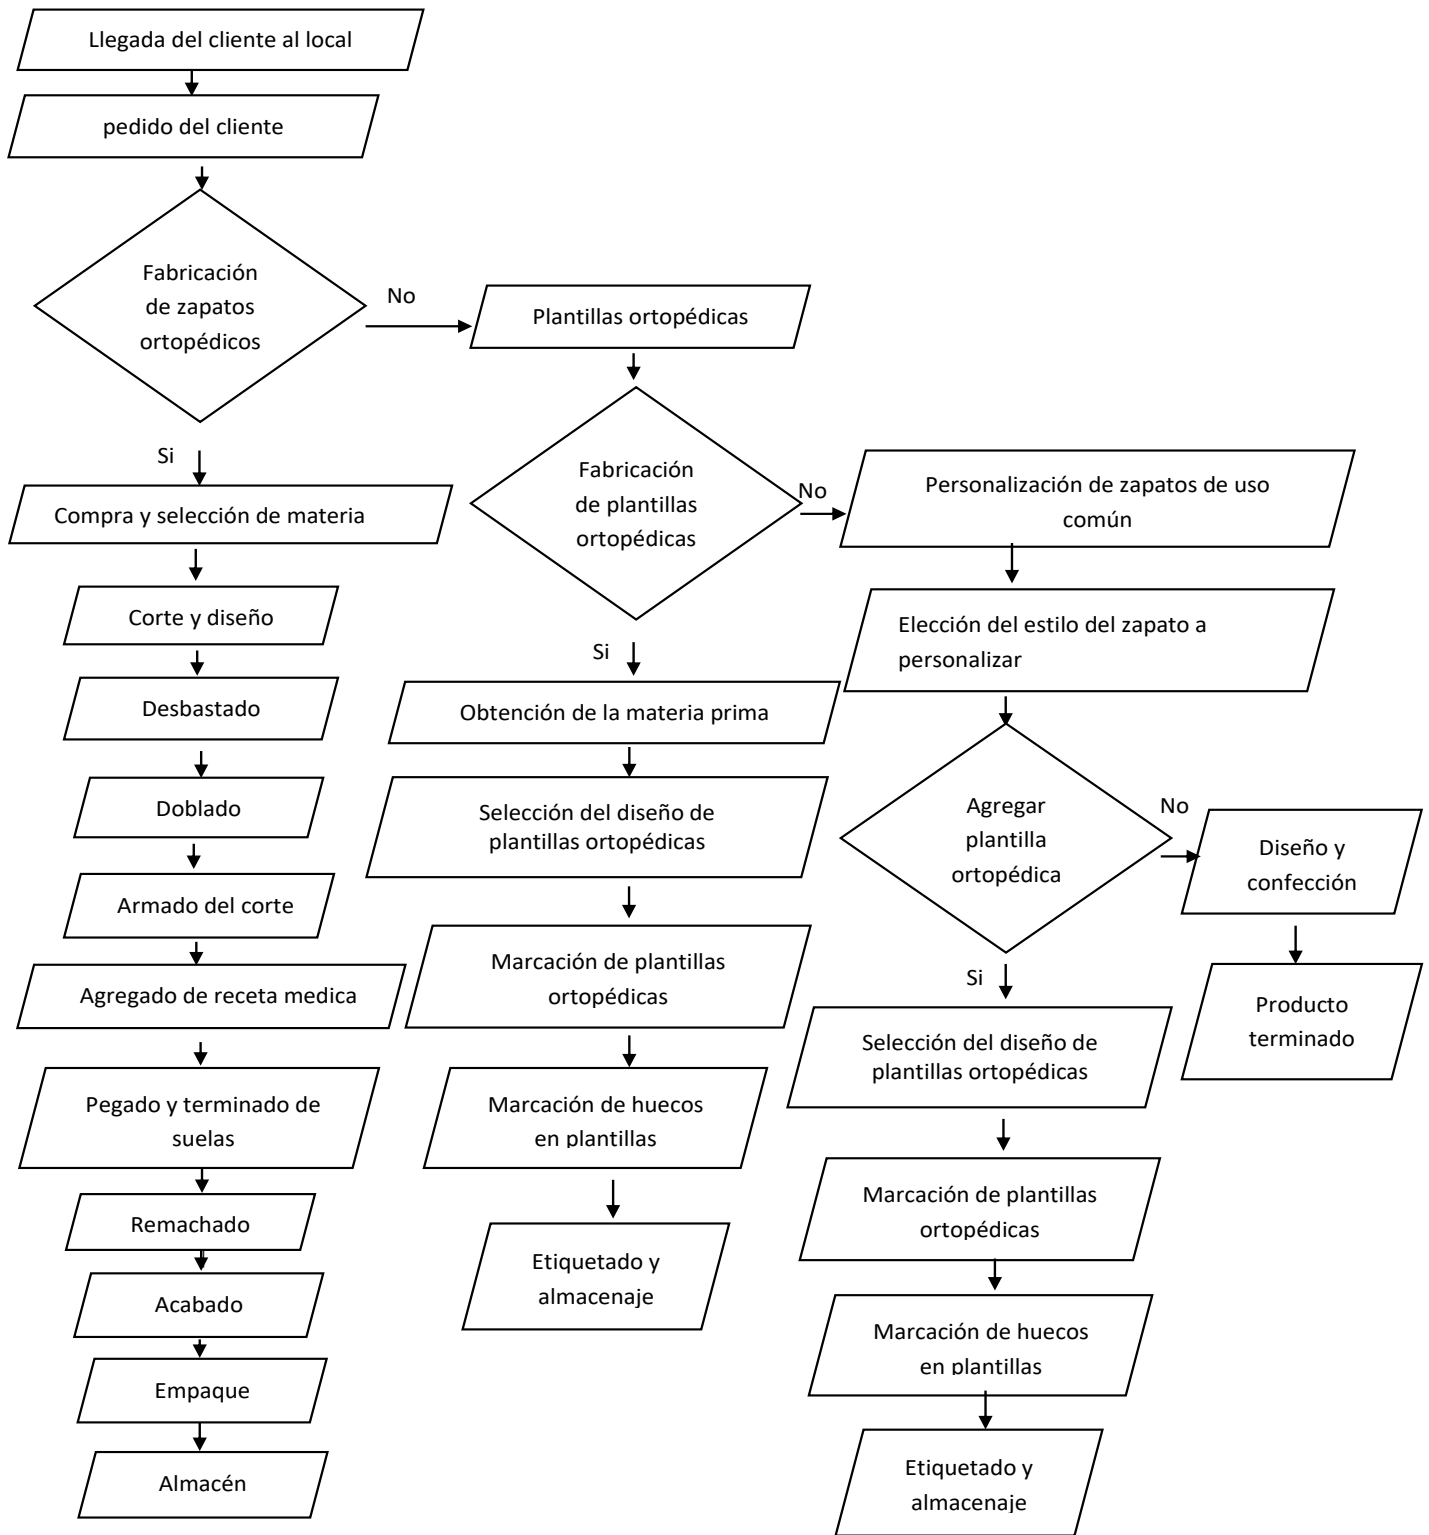 Llegada del cliente al local
pedido del cliente
Fabricación
de zapatos
ortopédicos
No
Plantillas ortopédicas
Si
Compra y selección de materia
Corte y diseño
Desbastado
Doblado
Armado del corte
Agregado de receta medica
Pegado y terminado de
suelas
Remachado
Acabado
Empaque
Almacén
Fabricación
de plantillas
ortopédicas
No
Si
Obtención de la materia prima
Selección del diseño de
plantillas ortopédicas
Marcación de plantillas
ortopédicas
Marcación de huecos
en plantillas
Etiquetado y
almacenaje
Personalización de zapatos de uso
común
Elección del estilo del zapato a
personalizar
Agregar
plantilla
ortopédica
No
Diseño y
confección
Producto
terminado
Si
Selección del diseño de
plantillas ortopédicas
Marcación de plantillas
ortopédicas
Marcación de huecos
en plantillas
Etiquetado y
almacenaje